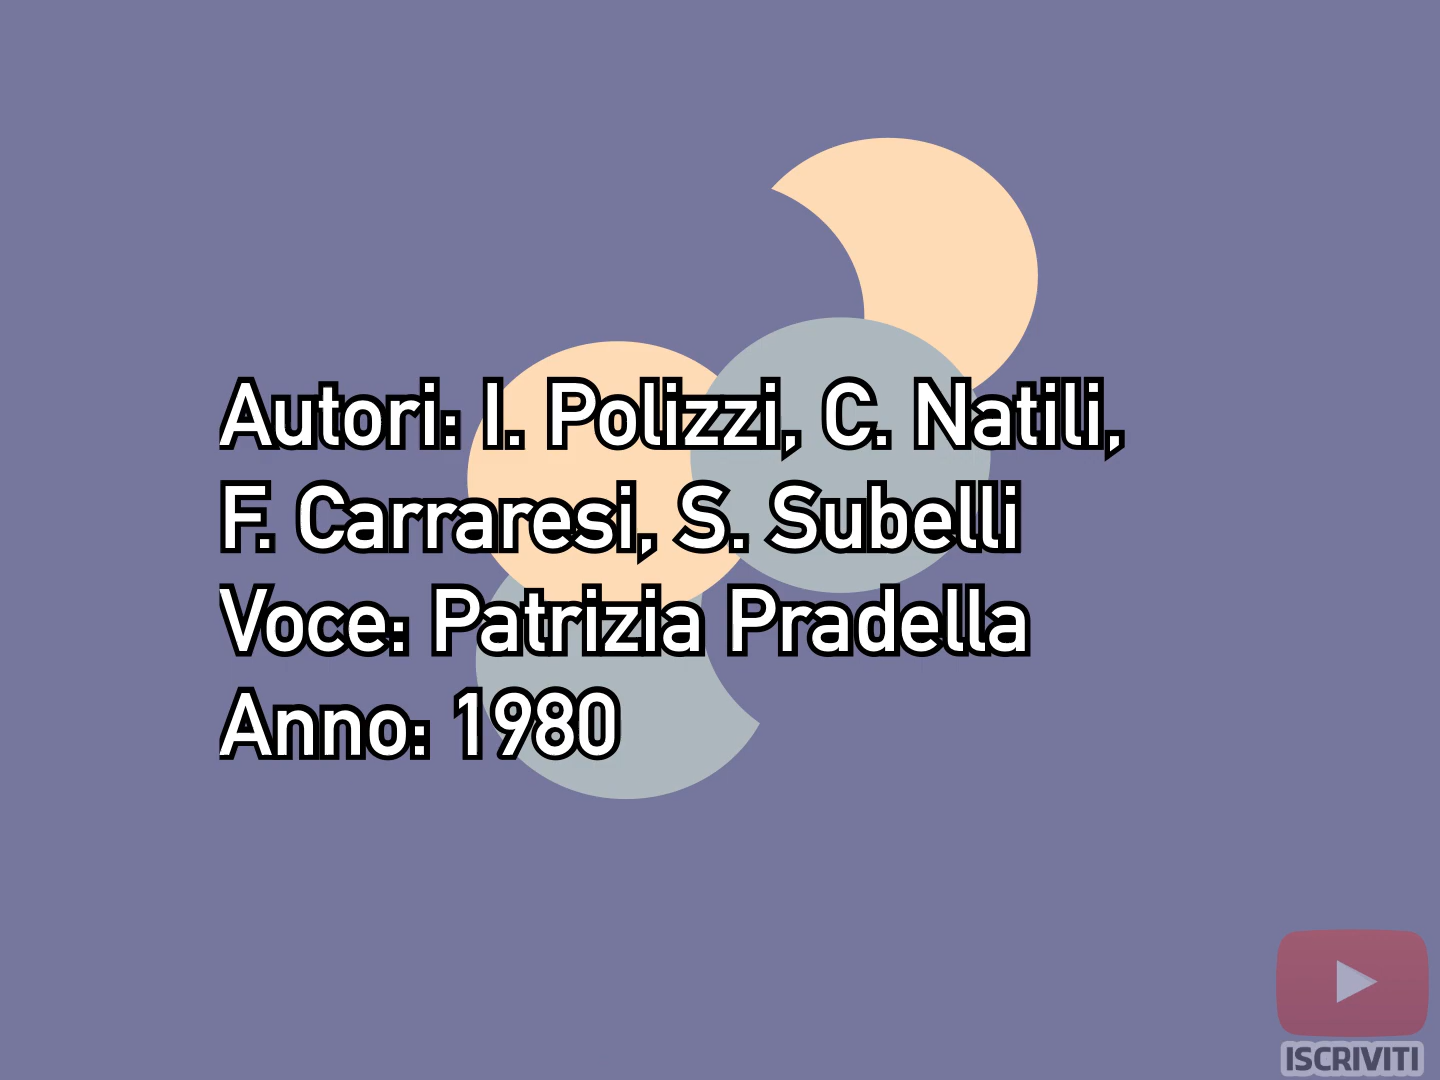 Autori: I. Polizzi, C. Natili,
F. Carraresi, S. Subelli
Voce: Patrizia Pradella
Anno: 1980
ISCRIVITI